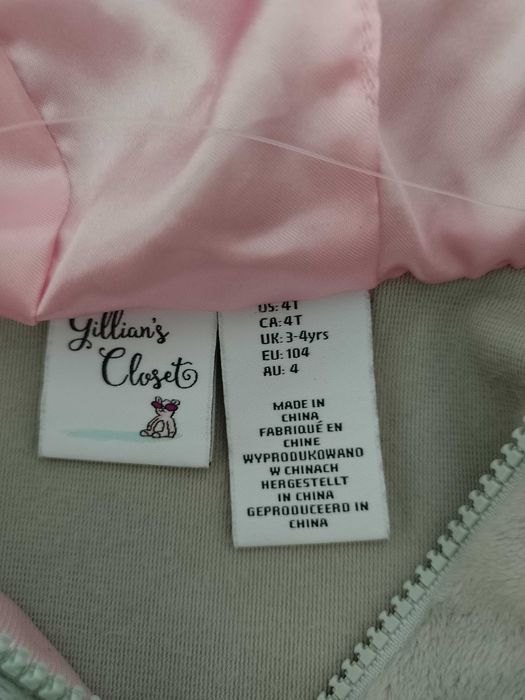 Gillian's
Closet
US: 4T
CA: 4T
UK: 3-4yrs
EU: 104
AU: 4
MADE IN
CHINA
FABRIQUÉ EN
CHINE
WYPRODUKOWANO
W CHINACH
HERGESTELLT
IN CHINA
GEPRODUCEERD IN
CHINA